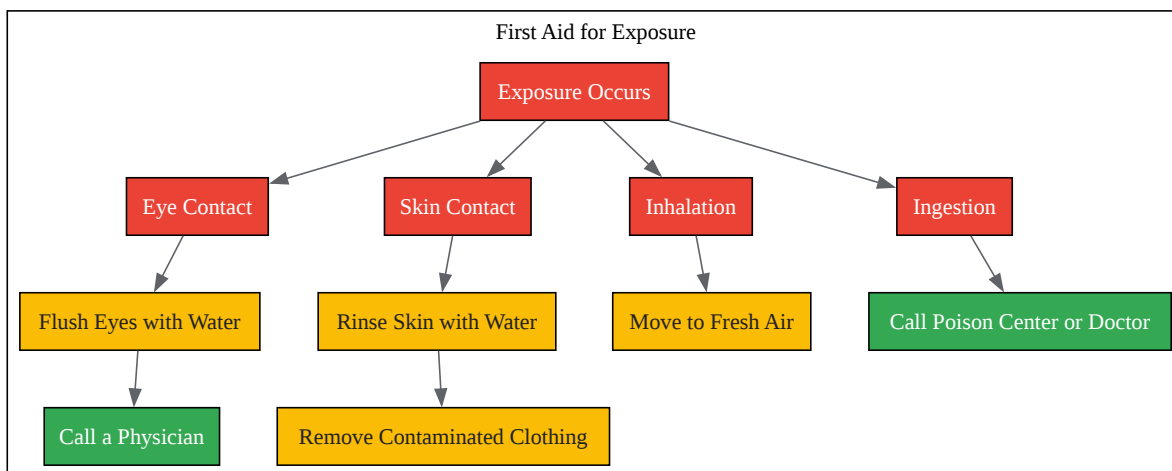 First Aid for Exposure
Exposure Occurs
Eye Contact
Skin Contact
Inhalation
Ingestion
Flush Eyes with Water
Rinse Skin with Water
Move to Fresh Air
Call Poison Center or Doctor
Call a Physician
Remove Contaminated Clothing